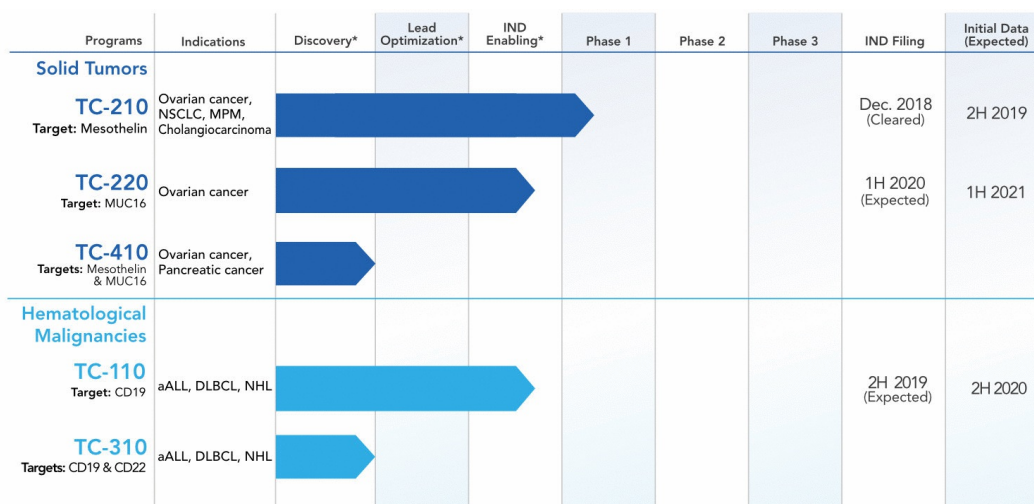 Programs Indications Discovery* Lead Optimization* IND Enabling* Phase 1 Phase 2 Phase 3 IND Filing Initial Data (Expected)
Solid Tumors
TC-210
Target: Mesothelin
Ovarian cancer,
NSCLC, MPM,
Cholangiocarcinoma
Dec. 2018
(Cleared)
2H 2019
TC-220
Target: MUC16
Ovarian cancer
1H 2020
(Expected)
1H 2021
TC-410
Targets: Mesothelin
& MUC16
Ovarian cancer,
Pancreatic cancer
Hematological
Malignancies
TC-110
Target: CD19
aALL, DLBCL, NHL
2H 2019
(Expected)
2H 2020
TC-310
Targets: CD19 & CD22
aALL, DLBCL, NHL